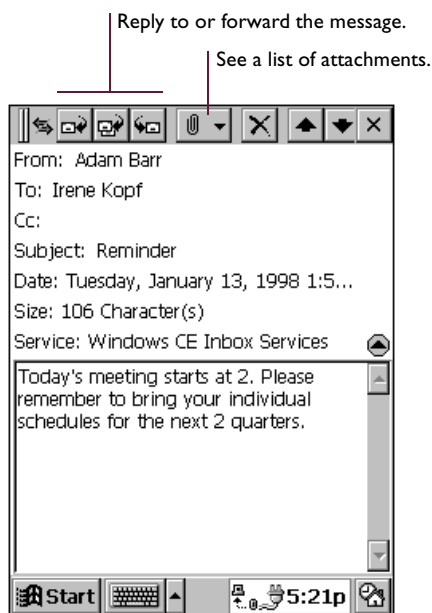 Reply to or forward the message.
See a list of attachments.
From: Adam Barr
To: Irene Kopf
Cc:
Subject: Reminder
Date: Tuesday, January 13, 1998 1:5...
Size: 106 Character(s)
Service: Windows CE Inbox Services
Today's meeting starts at 2. Please
remember to bring your individual
schedules for the next 2 quarters.
Start
5:21p